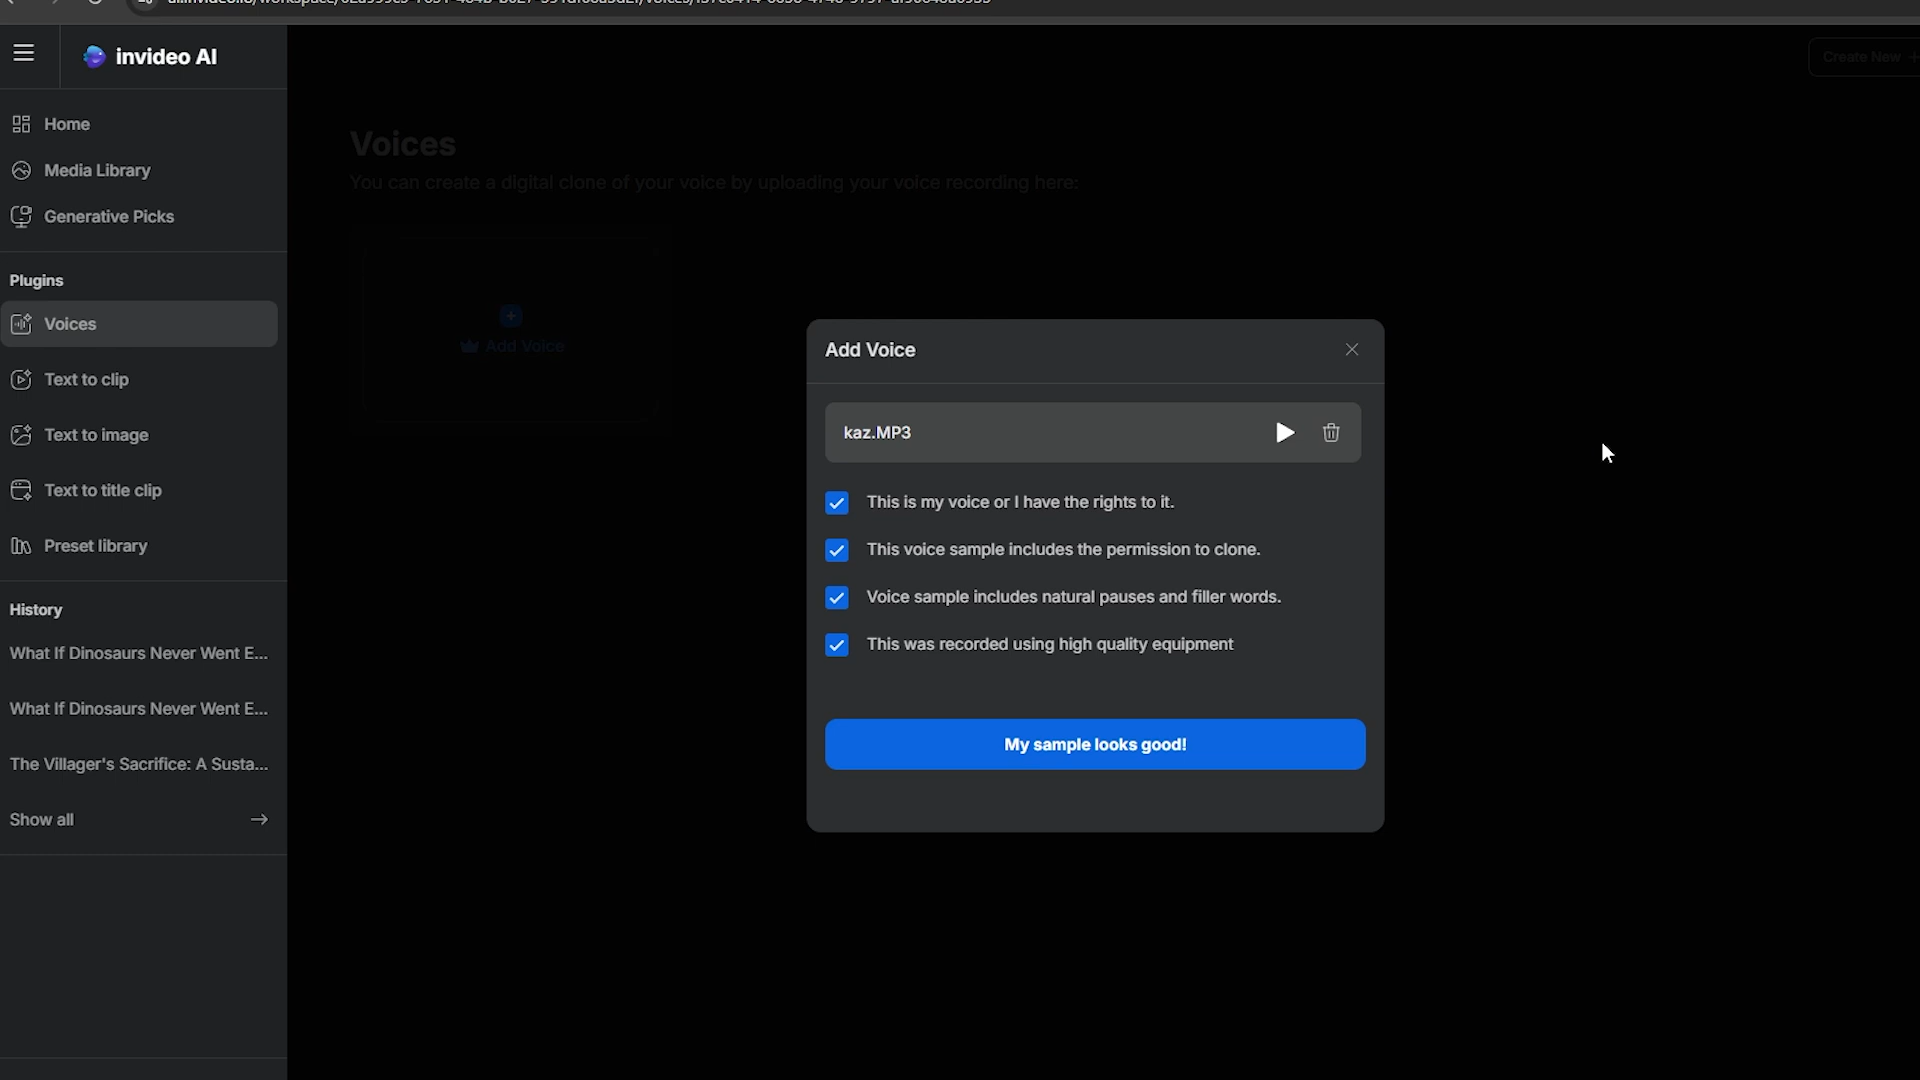 invideo AI
Create New +
Home
Media Library
Generative Picks
Plugins
Voices
Text to clip
Text to image
Text to title clip
Preset library
History
What If Dinosaurs Never Went E...
What If Dinosaurs Never Went E...
The Villager's Sacrifice: A Susta...
Show all
Voices
You can create a digital clone of your voice by uploading your voice recording here:
Add Voice
Add Voice
kaz.MP3
This is my voice or I have the rights to it.
This voice sample includes the permission to clone.
Voice sample includes natural pauses and filler words.
This was recorded using high quality equipment
My sample looks good!